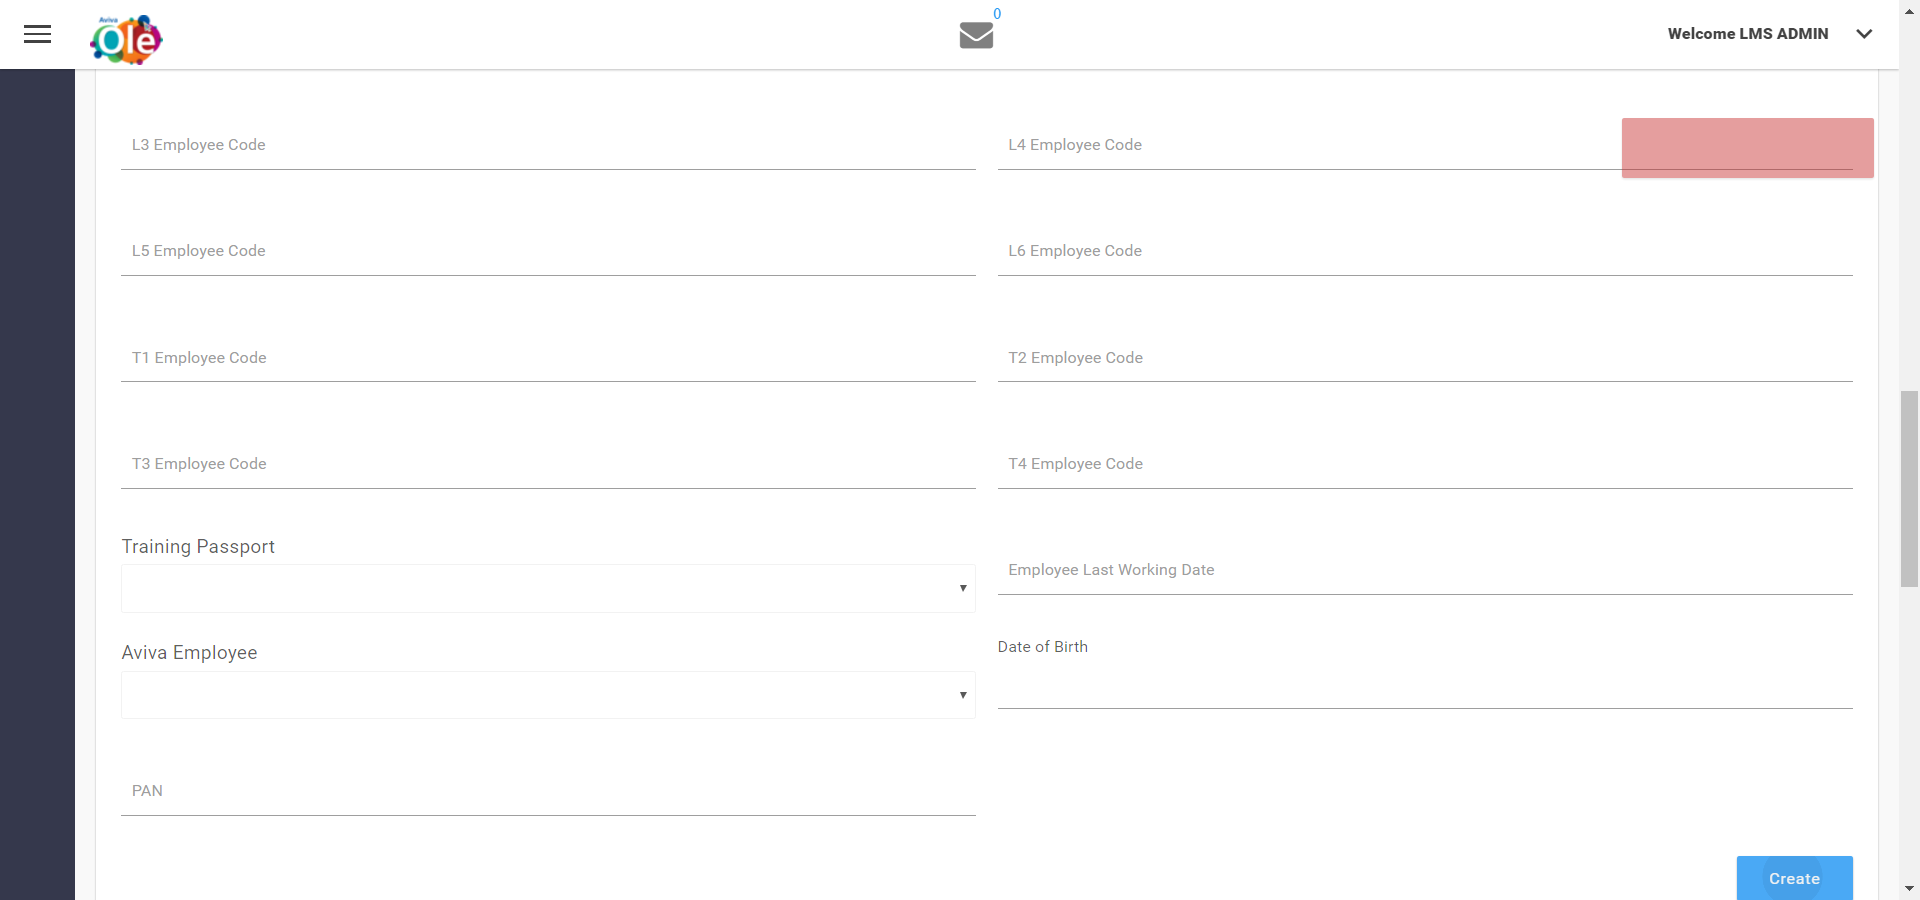 Aviva
Olé
0
Welcome LMS ADMIN
L3 Employee Code
L4 Employee Code
L5 Employee Code
L6 Employee Code
T1 Employee Code
T2 Employee Code
T3 Employee Code
T4 Employee Code
Training Passport
Employee Last Working Date
Aviva Employee
Date of Birth
PAN
Create